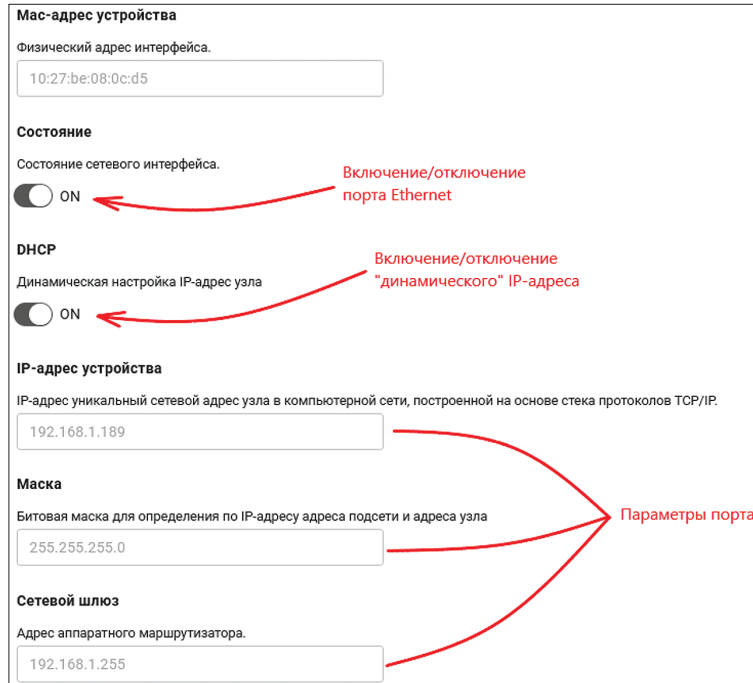 Мас-адрес устройства
Физический адрес интерфейса.
10:27:be:08:0c:d5
Состояние
Состояние сетевого интерфейса.
ON
Включение/отключение
порта Ethernet
DHCP
Динамическая настройка IP-адрес узла
ON
Включение/отключение
"динамического" IP-адреса
IP-адрес устройства
IP-адрес уникальный сетевой адрес узла в компьютерной сети, построенной на основе стека протоколов TCP/IP.
192.168.1.189
Маска
Битовая маска для определения по IP-адресу адреса подсети и адреса узла
255.255.255.0
Параметры порта
Сетевой шлюз
Адрес аппаратного маршрутизатора.
192.168.1.255